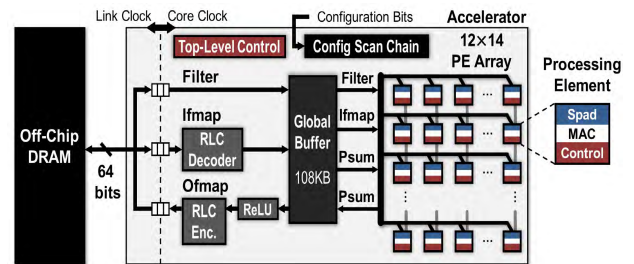 Link Clock
Core Clock
Configuration Bits
Accelerator
Top-Level Control
Config Scan Chain
12×14
PE Array
Filter
Filter
Processing
Element
Off-Chip
DRAM
64
bits
Ifmap
RLC
Decoder
Global
Buffer
108KB
Ifmap
Psum
Psum
Ofmap
RLC
Enc.
ReLU
Spad
MAC
Control
...
...
...
...
...
...